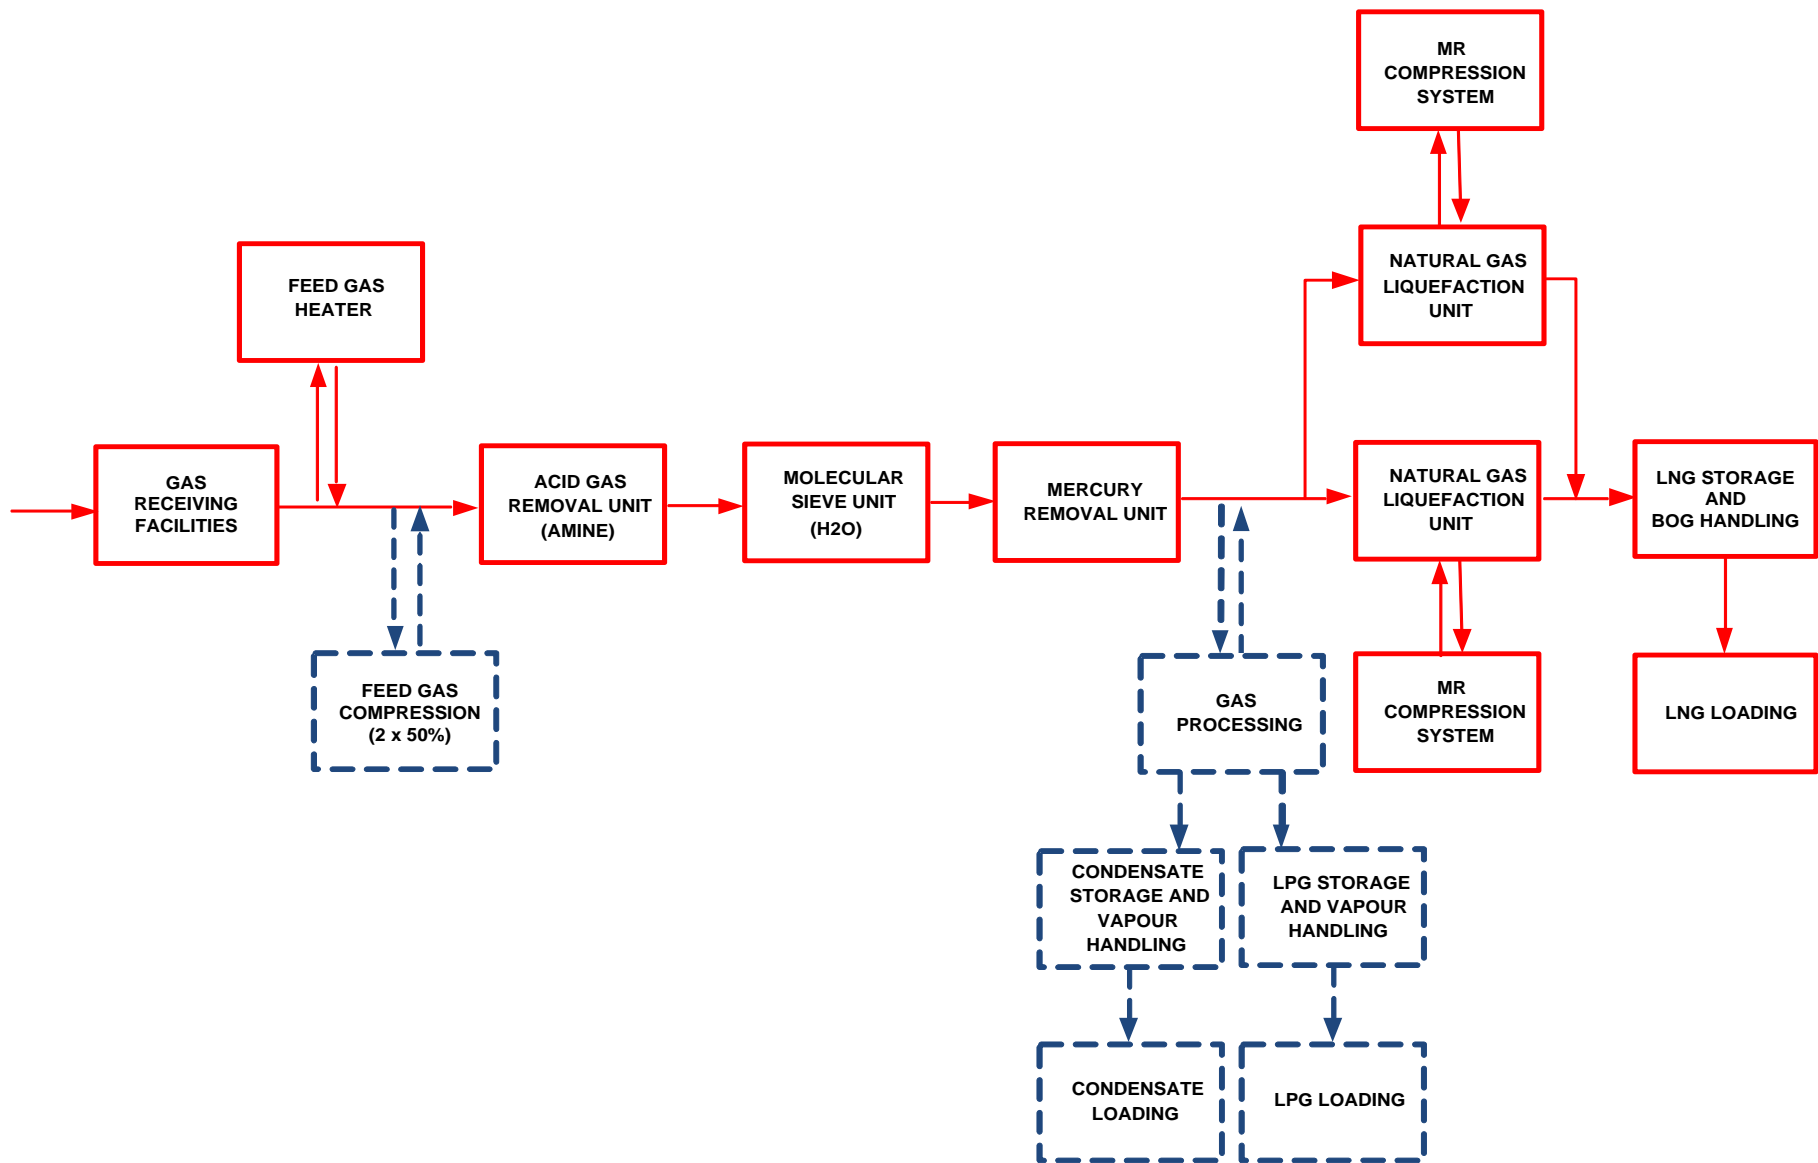 MR
COMPRESSION
SYSTEM
FEED GAS
HEATER
NATURAL GAS
LIQUEFACTION
UNIT
GAS
RECEIVING
FACILITIES
ACID GAS
REMOVAL UNIT
(AMINE)
MOLECULAR
SIEVE UNIT
(H2O)
MERCURY
REMOVAL UNIT
NATURAL GAS
LIQUEFACTION
UNIT
LNG STORAGE
AND
BOG HANDLING
FEED GAS
COMPRESSION
(2 x 50%)
GAS
PROCESSING
MR
COMPRESSION
SYSTEM
LNG LOADING
CONDENSATE
STORAGE AND
VAPOUR
HANDLING
LPG STORAGE
AND VAPOUR
HANDLING
CONDENSATE
LOADING
LPG LOADING